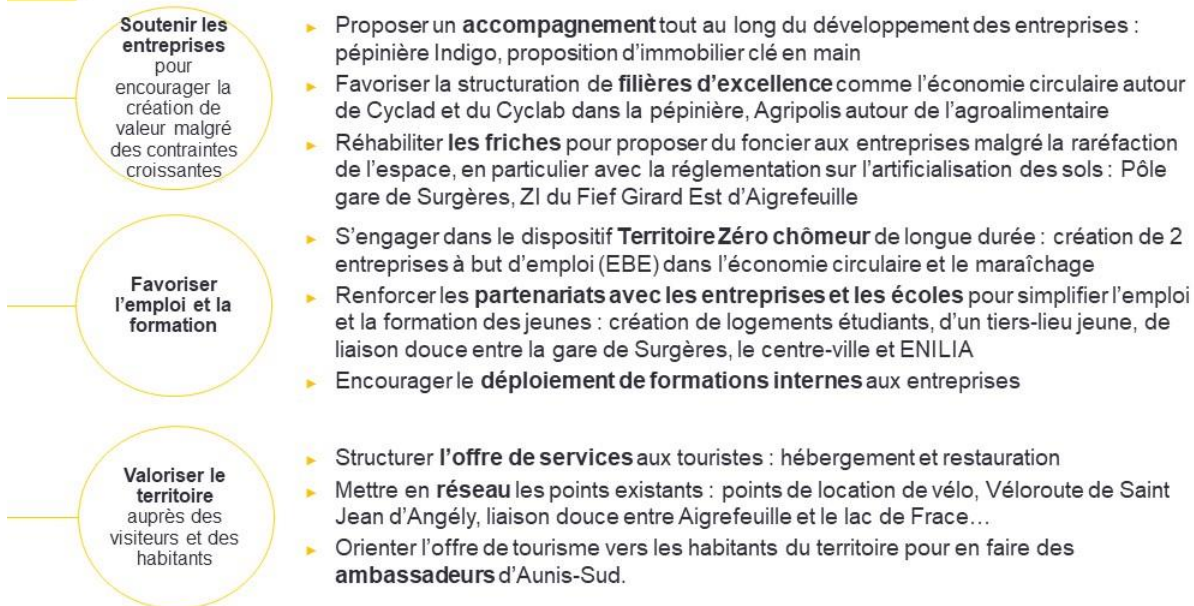 Soutenir les
entreprises
pour
encourager la
création de
valeur malgré
des contraintes
croissantes
► Proposer un accompagnement tout au long du développement des entreprises :
pépinière Indigo, proposition d’immobilier clé en main
► Favoriser la structuration de filières d’excellence comme l’économie circulaire autour
de Cyclad et du Cyclab dans la pépinière, Agripolis autour de l’agroalimentaire
► Réhabiliter les friches pour proposer du foncier aux entreprises malgré la raréfaction
de l’espace, en particulier avec la réglementation sur l’artificialisation des sols : Pôle
gare de Surgères, ZI du Fief Girard Est d’Aigrefeuille
Favoriser
l’emploi et la
formation
► S’engager dans le dispositif Territoire Zéro chômeur de longue durée : création de 2
entreprises à but d’emploi (EBE) dans l’économie circulaire et le maraîchage
► Renforcer les partenariats avec les entreprises et les écoles pour simplifier l’emploi
et la formation des jeunes : création de logements étudiants, d’un tiers-lieu jeune, de
liaison douce entre la gare de Surgères, le centre-ville et ENILIA
► Encourager le déploiement de formations internes aux entreprises
Valoriser le
territoire
auprès des
visiteurs et des
habitants
► Structurer l’offre de services aux touristes : hébergement et restauration
► Mettre en réseau les points existants : points de location de vélo, Véloroute de Saint
Jean d’Angély, liaison douce entre Aigrefeuille et le lac de Frace…
► Orienter l’offre de tourisme vers les habitants du territoire pour en faire des
ambassadeurs d’Aunis-Sud.